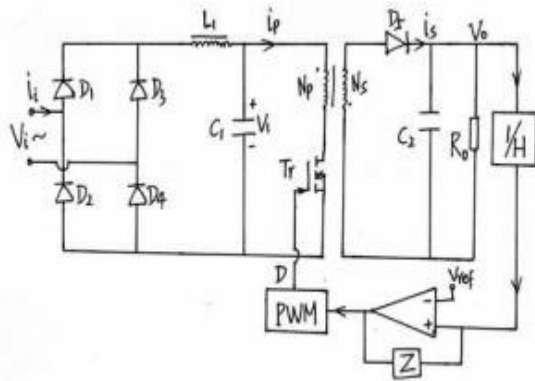 L1
ip
D5
is
Vo
D1
D3
Np
Ns
ii
Vi~
C1
+
Vi
-
C2
Ro
1/H
Tr
D2
D4
D
Vref
PWM
-
+
Z